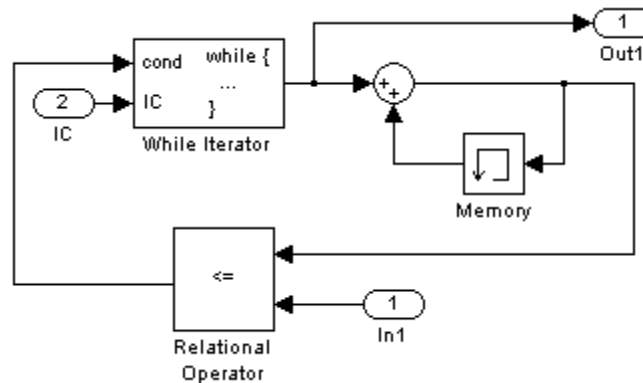 1
Out1
cond
while {
...
IC
}
While Iterator
2
IC
+
+
Memory
<=
Relational
Operator
1
In1